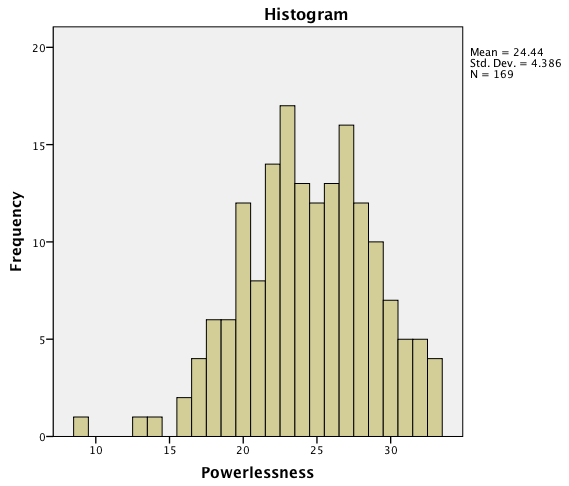 Histogram
Mean = 24.44
Std. Dev. = 4.386
N = 169
20
15
10
5
0
Frequency
10 15 20 25 30
Powerlessness